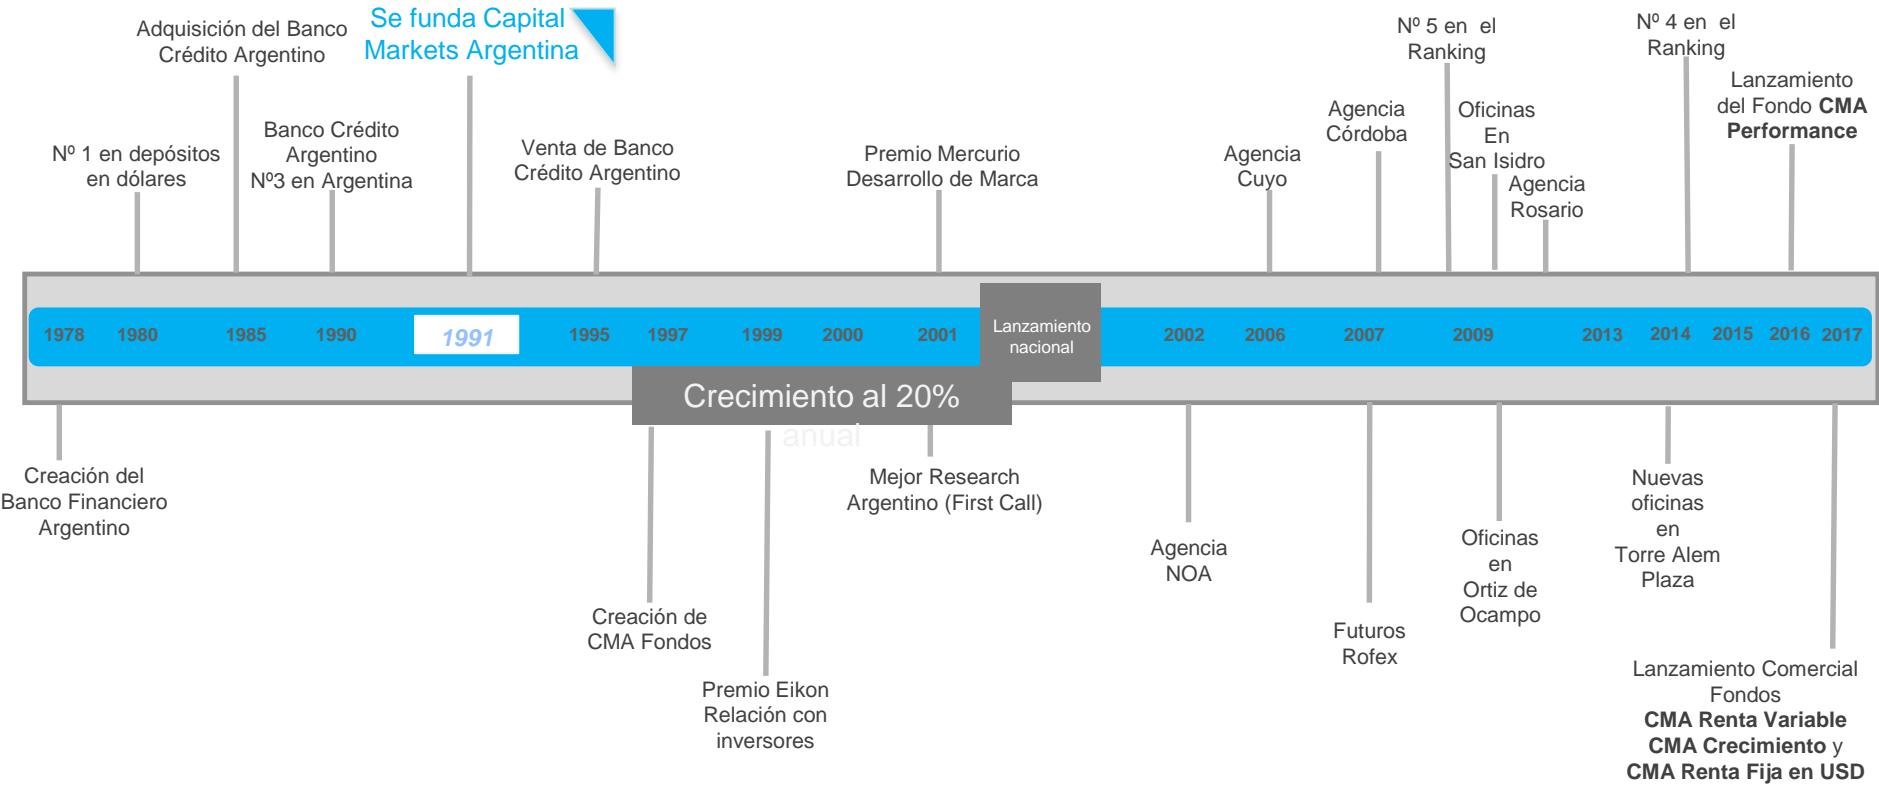 Adquisición del Banco
Crédito Argentino
Se funda Capital
Markets Argentina
Nº 5 en el
Ranking
Nº 4 en el
Ranking
Nº 1 en depósitos
en dólares
Banco Crédito
Argentino
Nº3 en Argentina
Venta de Banco
Crédito Argentino
Premio Mercurio
Desarrollo de Marca
Agencia
Cuyo
Agencia
Córdoba
Oficinas
En
San Isidro
Agencia
Rosario
Lanzamiento
del Fondo CMA
Performance
1978 1980 1985 1990 1991 1995 1997 1999 2000 2001
Lanzamiento
nacional
2002 2006 2007 2009 2013 2014 2015 2016 2017
Crecimiento al 20%
anual
Creación del
Banco Financiero
Argentino
Creación de
CMA Fondos
Premio Eikon
Relación con
inversores
Mejor Research
Argentino (First Call)
Agencia
NOA
Futuros
Rofex
Oficinas
en
Ortiz de
Ocampo
Nuevas
oficinas
en
Torre Alem
Plaza
Lanzamiento Comercial
Fondos
CMA Renta Variable
CMA Crecimiento y
CMA Renta Fija en USD